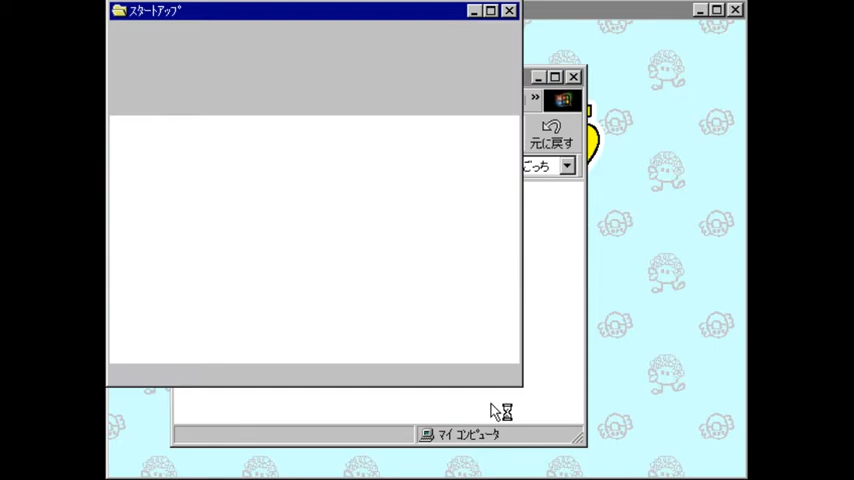 ｽﾀｰﾄｱｯﾌﾟ
»
元に戻す
ごっち
マイ コンピュータ